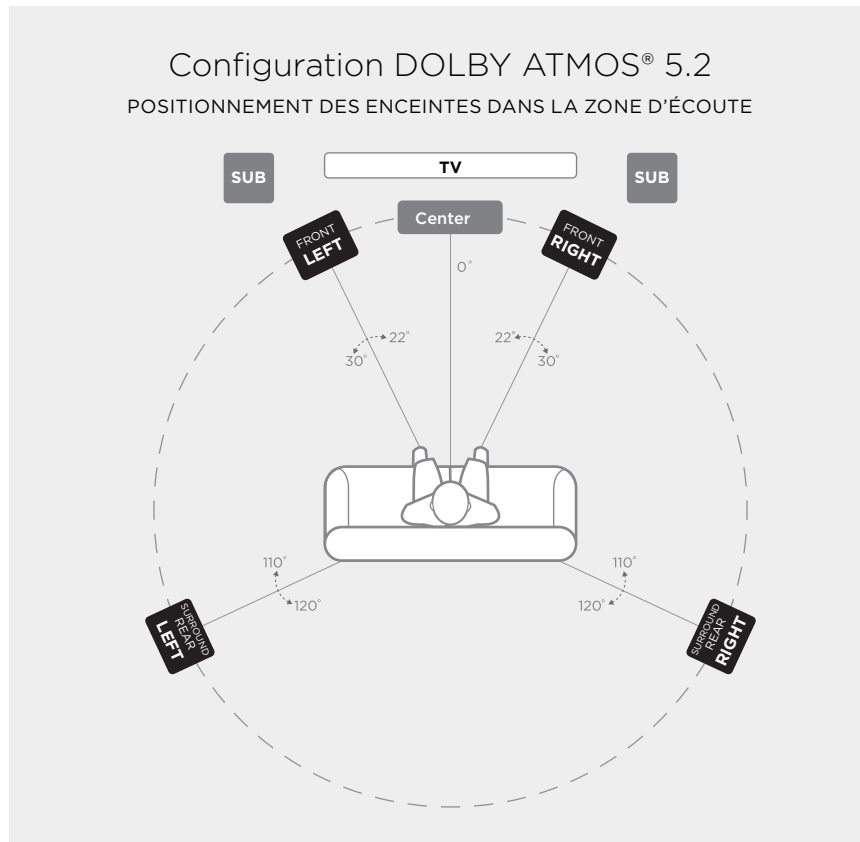 Configuration DOLBY ATMOS® 5.2
POSITIONNEMENT DES ENCEINTES DANS LA ZONE D'ÉCOUTE
SUB
TV
SUB
Center
FRONT
LEFT
FRONT
RIGHT
0°
22°
30°
22°
30°
110°
120°
110°
120°
SURROUND
REAR
LEFT
SURROUND
REAR
RIGHT